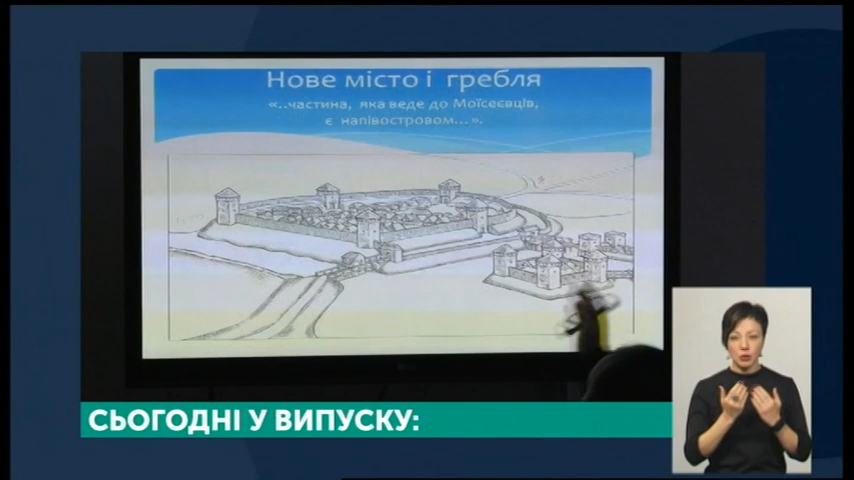 Нове місто і гребля
«..частина, яка веде до Моїсеєвців,
є напівостровом...».
СЬОГОДНІ У ВИПУСКУ: